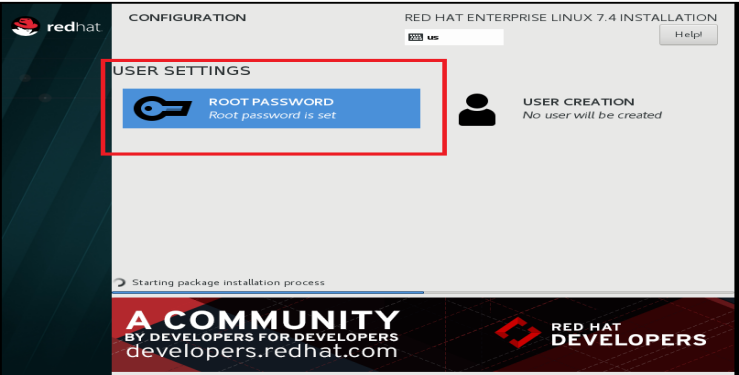 redhat
CONFIGURATION
RED HAT ENTERPRISE LINUX 7.4 INSTALLATION
us
Help!
USER SETTINGS
ROOT PASSWORD
Root password is set
USER CREATION
No user will be created
Starting package installation process
A COMMUNITY
BY DEVELOPERS FOR DEVELOPERS
developers.redhat.com
RED HAT
DEVELOPERS